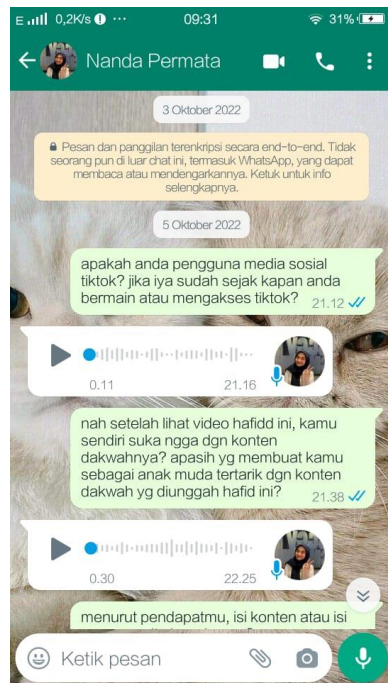 E 0,2K/s ... 09:31 31%
Nanda Permata
3 Oktober 2022
Pesan dan panggilan terenkripsi secara end-to-end. Tidak
seorang pun di luar chat ini, termasuk WhatsApp, yang dapat
membaca atau mendengarkannya. Ketuk untuk info
selengkapnya.
5 Oktober 2022
apakah anda pengguna media sosial
tiktok? jika iya sudah sejak kapan anda
bermain atau mengakses tiktok? 21.12
0.11 21.16
nah setelah lihat video hafidd ini, kamu
sendiri suka ngga dgn konten
dakwahnya? apasih yg membuat kamu
sebagai anak muda tertarik dgn konten
dakwah yg diunggah hafid ini? 21.38
0.30 22.25
menurut pendapatmu, isi konten atau isi
Ketik pesan